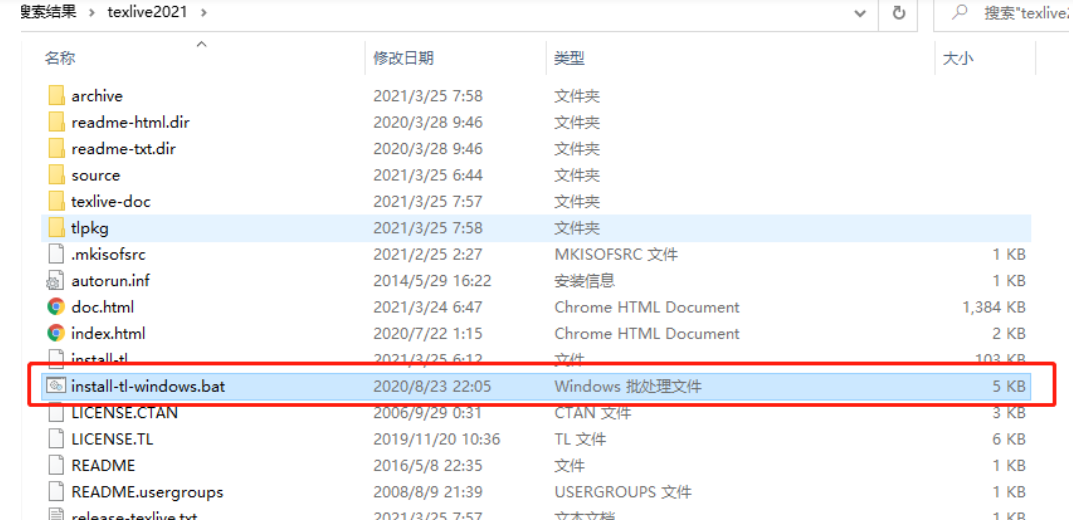 搜索结果 › texlive2021 › 搜索"texlive2
名称 修改日期 类型 大小
archive 2021/3/25 7:58 文件夹
readme-html.dir 2020/3/28 9:46 文件夹
readme-txt.dir 2020/3/28 9:46 文件夹
source 2021/3/25 6:44 文件夹
texlive-doc 2021/3/25 7:57 文件夹
tlpkg 2021/3/25 7:58 文件夹
.mkisofsrc 2021/2/25 2:27 MKISOFSRC 文件 1 KB
autorun.inf 2014/5/29 16:22 安装信息 1 KB
doc.html 2021/3/24 6:47 Chrome HTML Document 1,384 KB
index.html 2020/7/22 1:15 Chrome HTML Document 2 KB
install-tl 2021/3/25 6:12 文件 103 KB
install-tl-windows.bat 2020/8/23 22:05 Windows 批处理文件 5 KB
LICENSE.CTAN 2006/9/29 0:31 CTAN 文件 3 KB
LICENSE.TL 2019/11/20 10:36 TL 文件 6 KB
README 2016/5/8 22:35 文件 1 KB
README.usergroups 2008/8/9 21:39 USERGROUPS 文件 1 KB
release-texlive.txt 2021/3/25 7:57 文本文档 1 KB